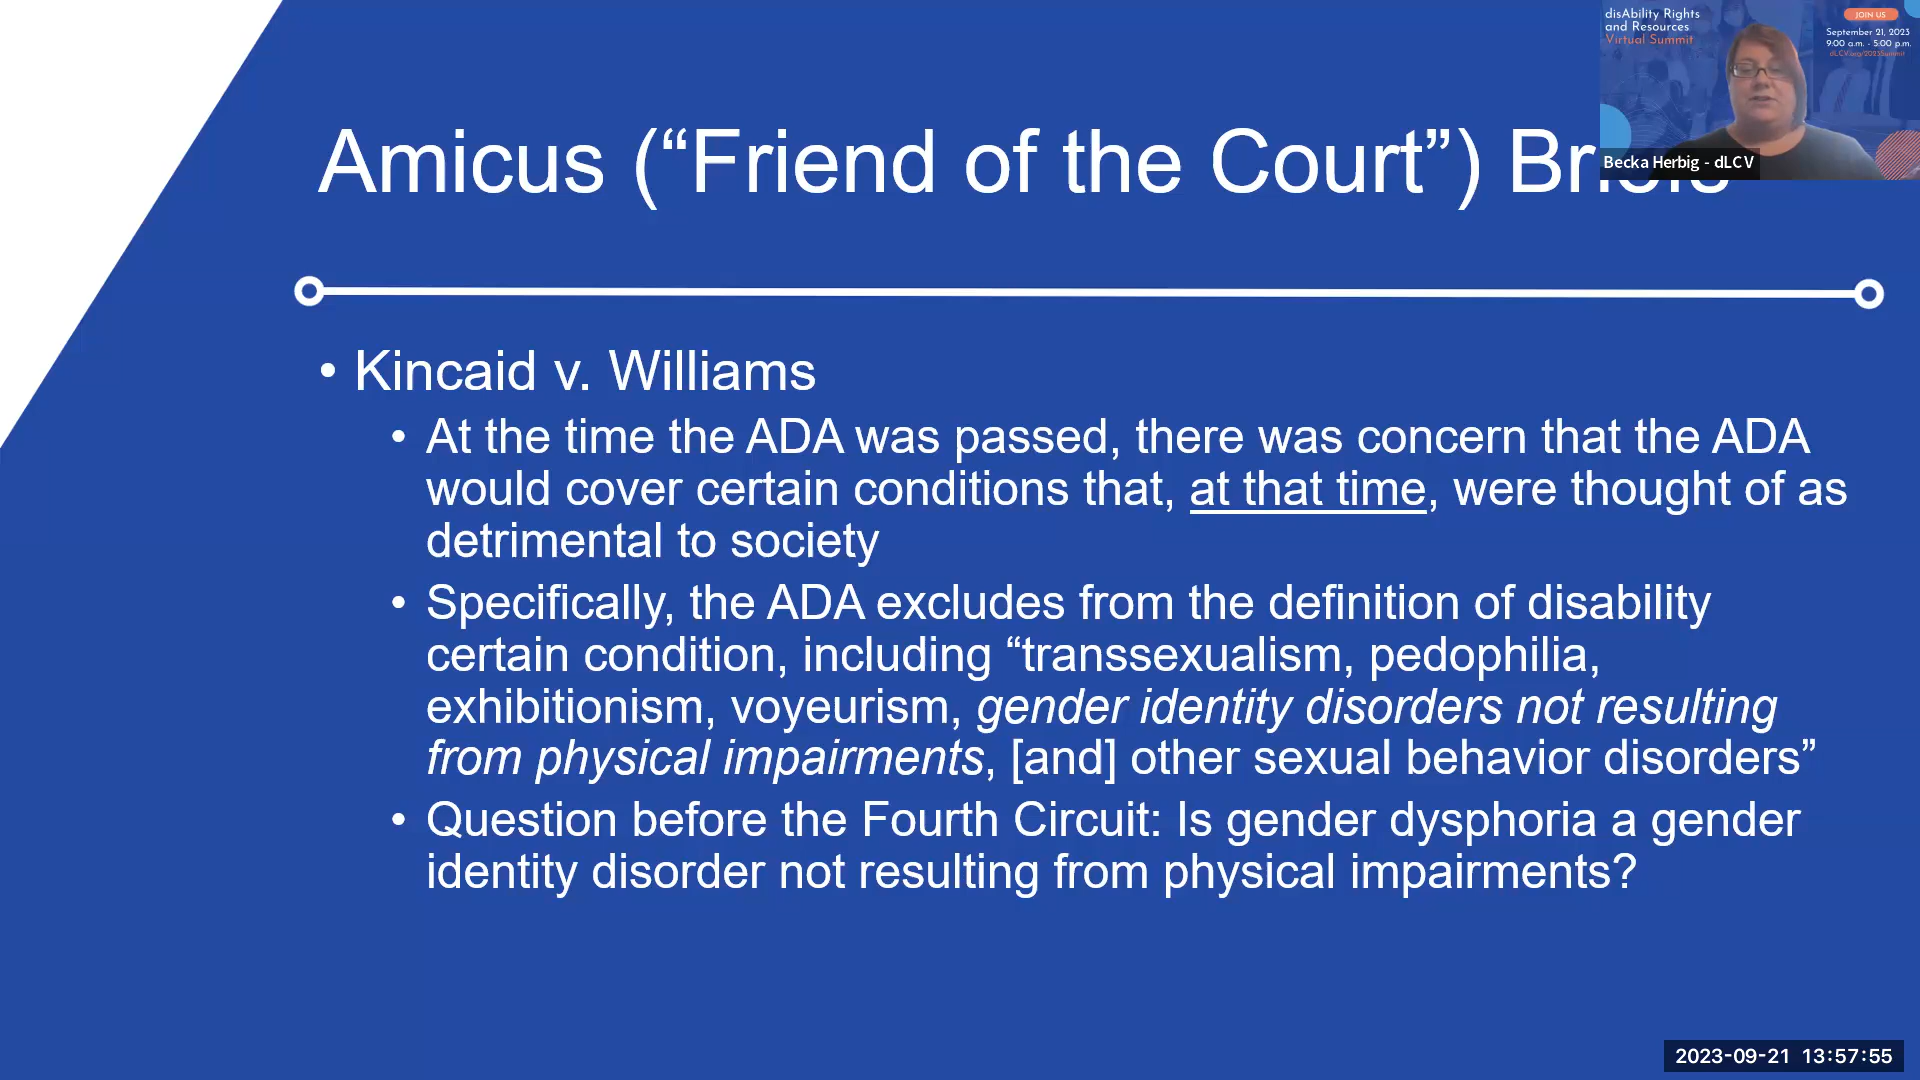 disAbility Rights
and Resources
Virtual Summit
JOIN US
September 21, 2023
9:00 a.m. - 5:00 p.m.
dLCV.org/2023Summit
Becka Herbig - dLCV
Amicus (“Friend of the Court”) Briefs
• Kincaid v. Williams
• At the time the ADA was passed, there was concern that the ADA
would cover certain conditions that, at that time, were thought of as
detrimental to society
• Specifically, the ADA excludes from the definition of disability
certain condition, including “transsexualism, pedophilia,
exhibitionism, voyeurism, gender identity disorders not resulting
from physical impairments, [and] other sexual behavior disorders”
• Question before the Fourth Circuit: Is gender dysphoria a gender
identity disorder not resulting from physical impairments?
2023-09-21 13:57:55